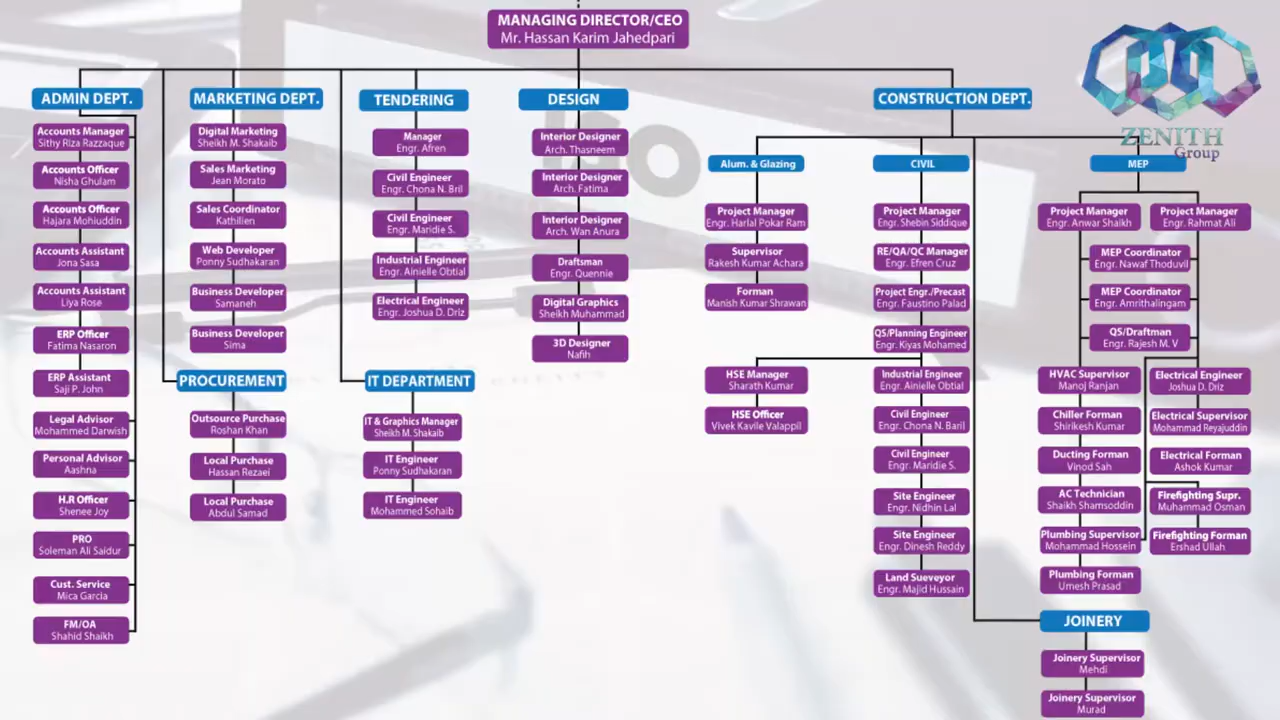 MANAGING DIRECTOR/CEO
Mr. Hassan Karim Jahedpari
ZENITH
Group
ADMIN DEPT.
Accounts Manager
Sithy Riza Razzaque
Accounts Officer
Nisha Ghulam
Accounts Officer
Hajara Mohiuddin
Accounts Assistant
Jona Sasa
Accounts Assistant
Liya Rose
ERP Officer
Fatima Nasaron
ERP Assistant
Saji P. John
Legal Advisor
Mohammed Darwish
Personal Advisor
Aashna
H.R Officer
Shenee Joy
PRO
Soleman Ali Saidur
Cust. Service
Mica Garcia
FM/OA
Shahid Shaikh
MARKETING DEPT.
Digital Marketing
Sheikh M. Shakaib
Sales Marketing
Jean Morato
Sales Coordinator
Kathilien
Web Developer
Ponny Sudhakaran
Business Developer
Samaneh
Business Developer
Sima
PROCUREMENT
Outsource Purchase
Roshan Khan
Local Purchase
Hassan Rezaei
Local Purchase
Abdul Samad
TENDERING
Manager
Engr. Afren
Civil Engineer
Engr. Chona N. Bril
Civil Engineer
Engr. Maridie S.
Industrial Engineer
Engr. Ainielle Obtial
Electrical Engineer
Engr. Joshua D. Driz
IT DEPARTMENT
IT & Graphics Manager
Sheikh M. Shakaib
IT Engineer
Ponny Sudhakaran
IT Engineer
Mohammed Sohaib
DESIGN
Interior Designer
Arch. Thasneem
Interior Designer
Arch. Fatima
Interior Designer
Arch. Wan Anura
Draftsman
Engr. Quennie
Digital Graphics
Sheikh Muhammad
3D Designer
Nafih
CONSTRUCTION DEPT.
Alum. & Glazing
Project Manager
Engr. Harlal Pokar Ram
Supervisor
Rakesh Kumar Achara
Forman
Manish Kumar Shrawan
HSE Manager
Sharath Kumar
HSE Officer
Vivek Kavile Valappil
CIVIL
Project Manager
Engr. Shebin Siddique
RE/QA/QC Manager
Engr. Efren Cruz
Project Engr./Precast
Engr. Faustino Palad
QS/Planning Engineer
Engr. Kiyas Mohamed
Industrial Engineer
Engr. Ainielle Obtial
Civil Engineer
Engr. Chona N. Baril
Civil Engineer
Engr. Maridie S.
Site Engineer
Engr. Nidhin Lal
Site Engineer
Engr. Dinesh Reddy
Land Sueveyor
Engr. Majid Hussain
MEP
Project Manager
Engr. Anwar Shaikh
Project Manager
Engr. Rahmat Ali
MEP Coordinator
Engr. Nawaf Thoduvil
MEP Coordinator
Engr. Amrithalingam
QS/Draftman
Engr. Rajesh M. V
HVAC Supervisor
Manoj Ranjan
Chiller Forman
Shirikesh Kumar
Ducting Forman
Vinod Sah
AC Technician
Shaikh Shamsoddin
Plumbing Supervisor
Mohammad Hossein
Plumbing Forman
Umesh Prasad
Electrical Engineer
Joshua D. Driz
Electrical Supervisor
Mohammad Reyajuddin
Electrical Forman
Ashok Kumar
Firefighting Supr.
Muhammad Osman
Firefighting Forman
Ershad Ullah
JOINERY
Joinery Supervisor
Mehdi
Joinery Supervisor
Murad